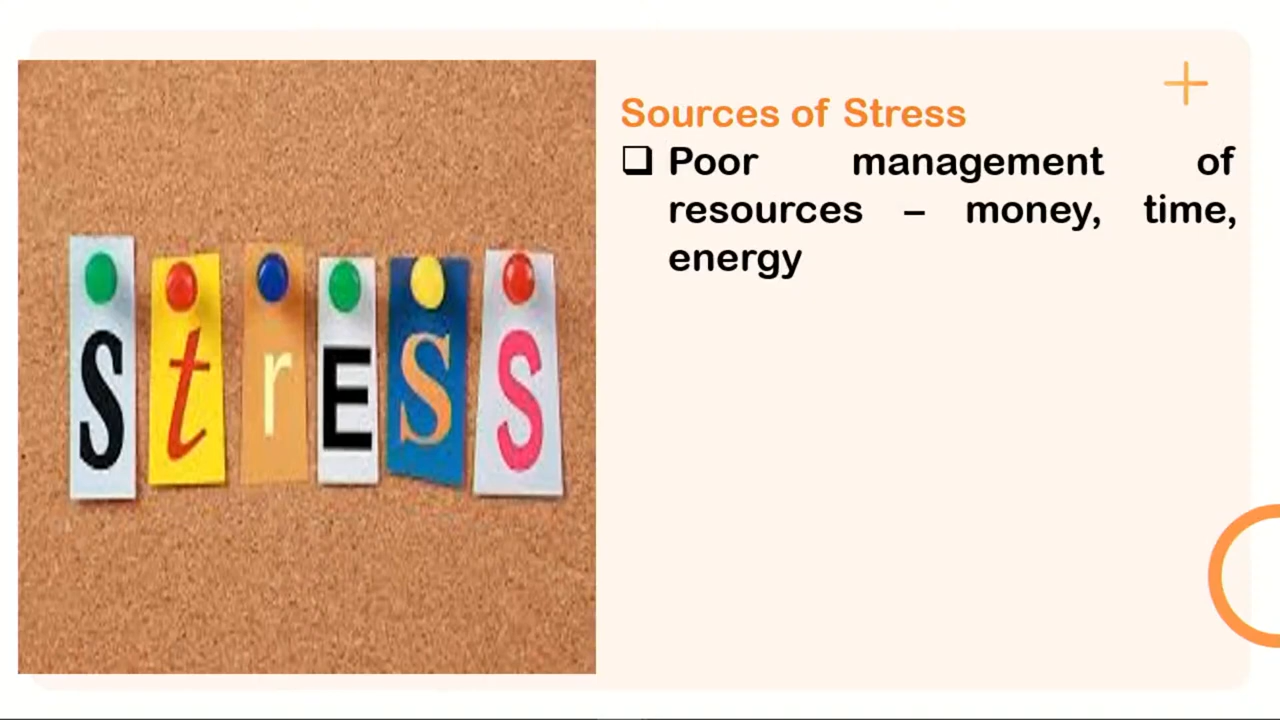 StrESS
Sources of Stress
❑ Poor management of
resources – money, time,
energy